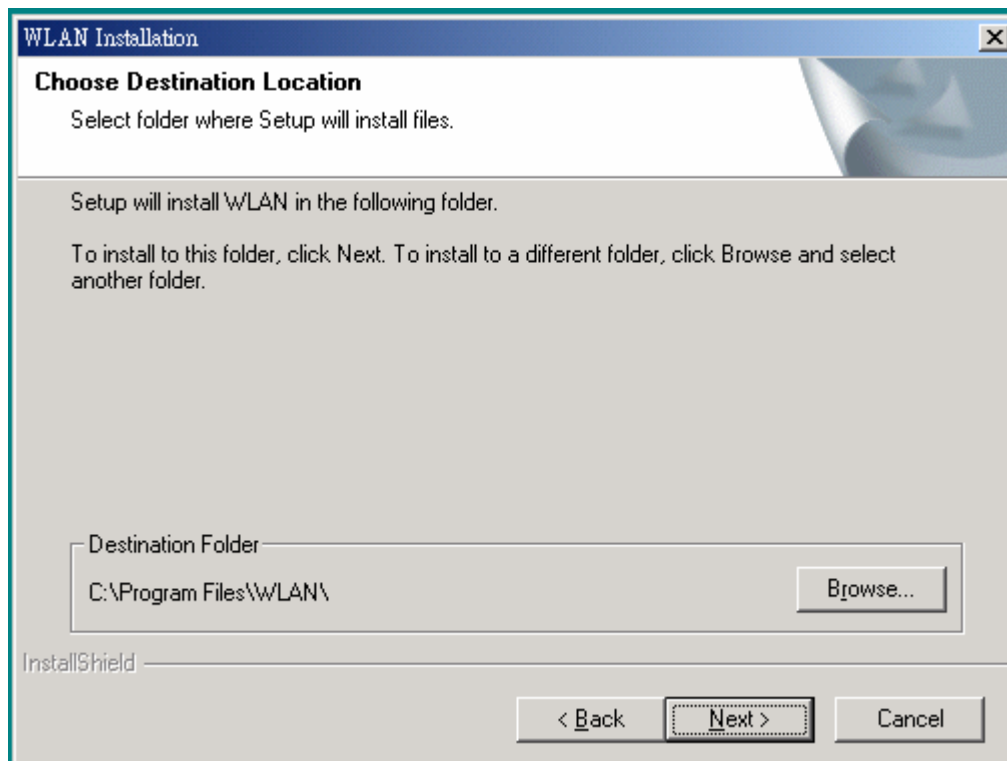 WLAN Installation
Choose Destination Location
Select folder where Setup will install files.
Setup will install WLAN in the following folder.
To install to this folder, click Next. To install to a different folder, click Browse and select
another folder.
Destination Folder
C:\Program Files\WLAN\
Browse...
InstallShield
< Back
Next >
Cancel